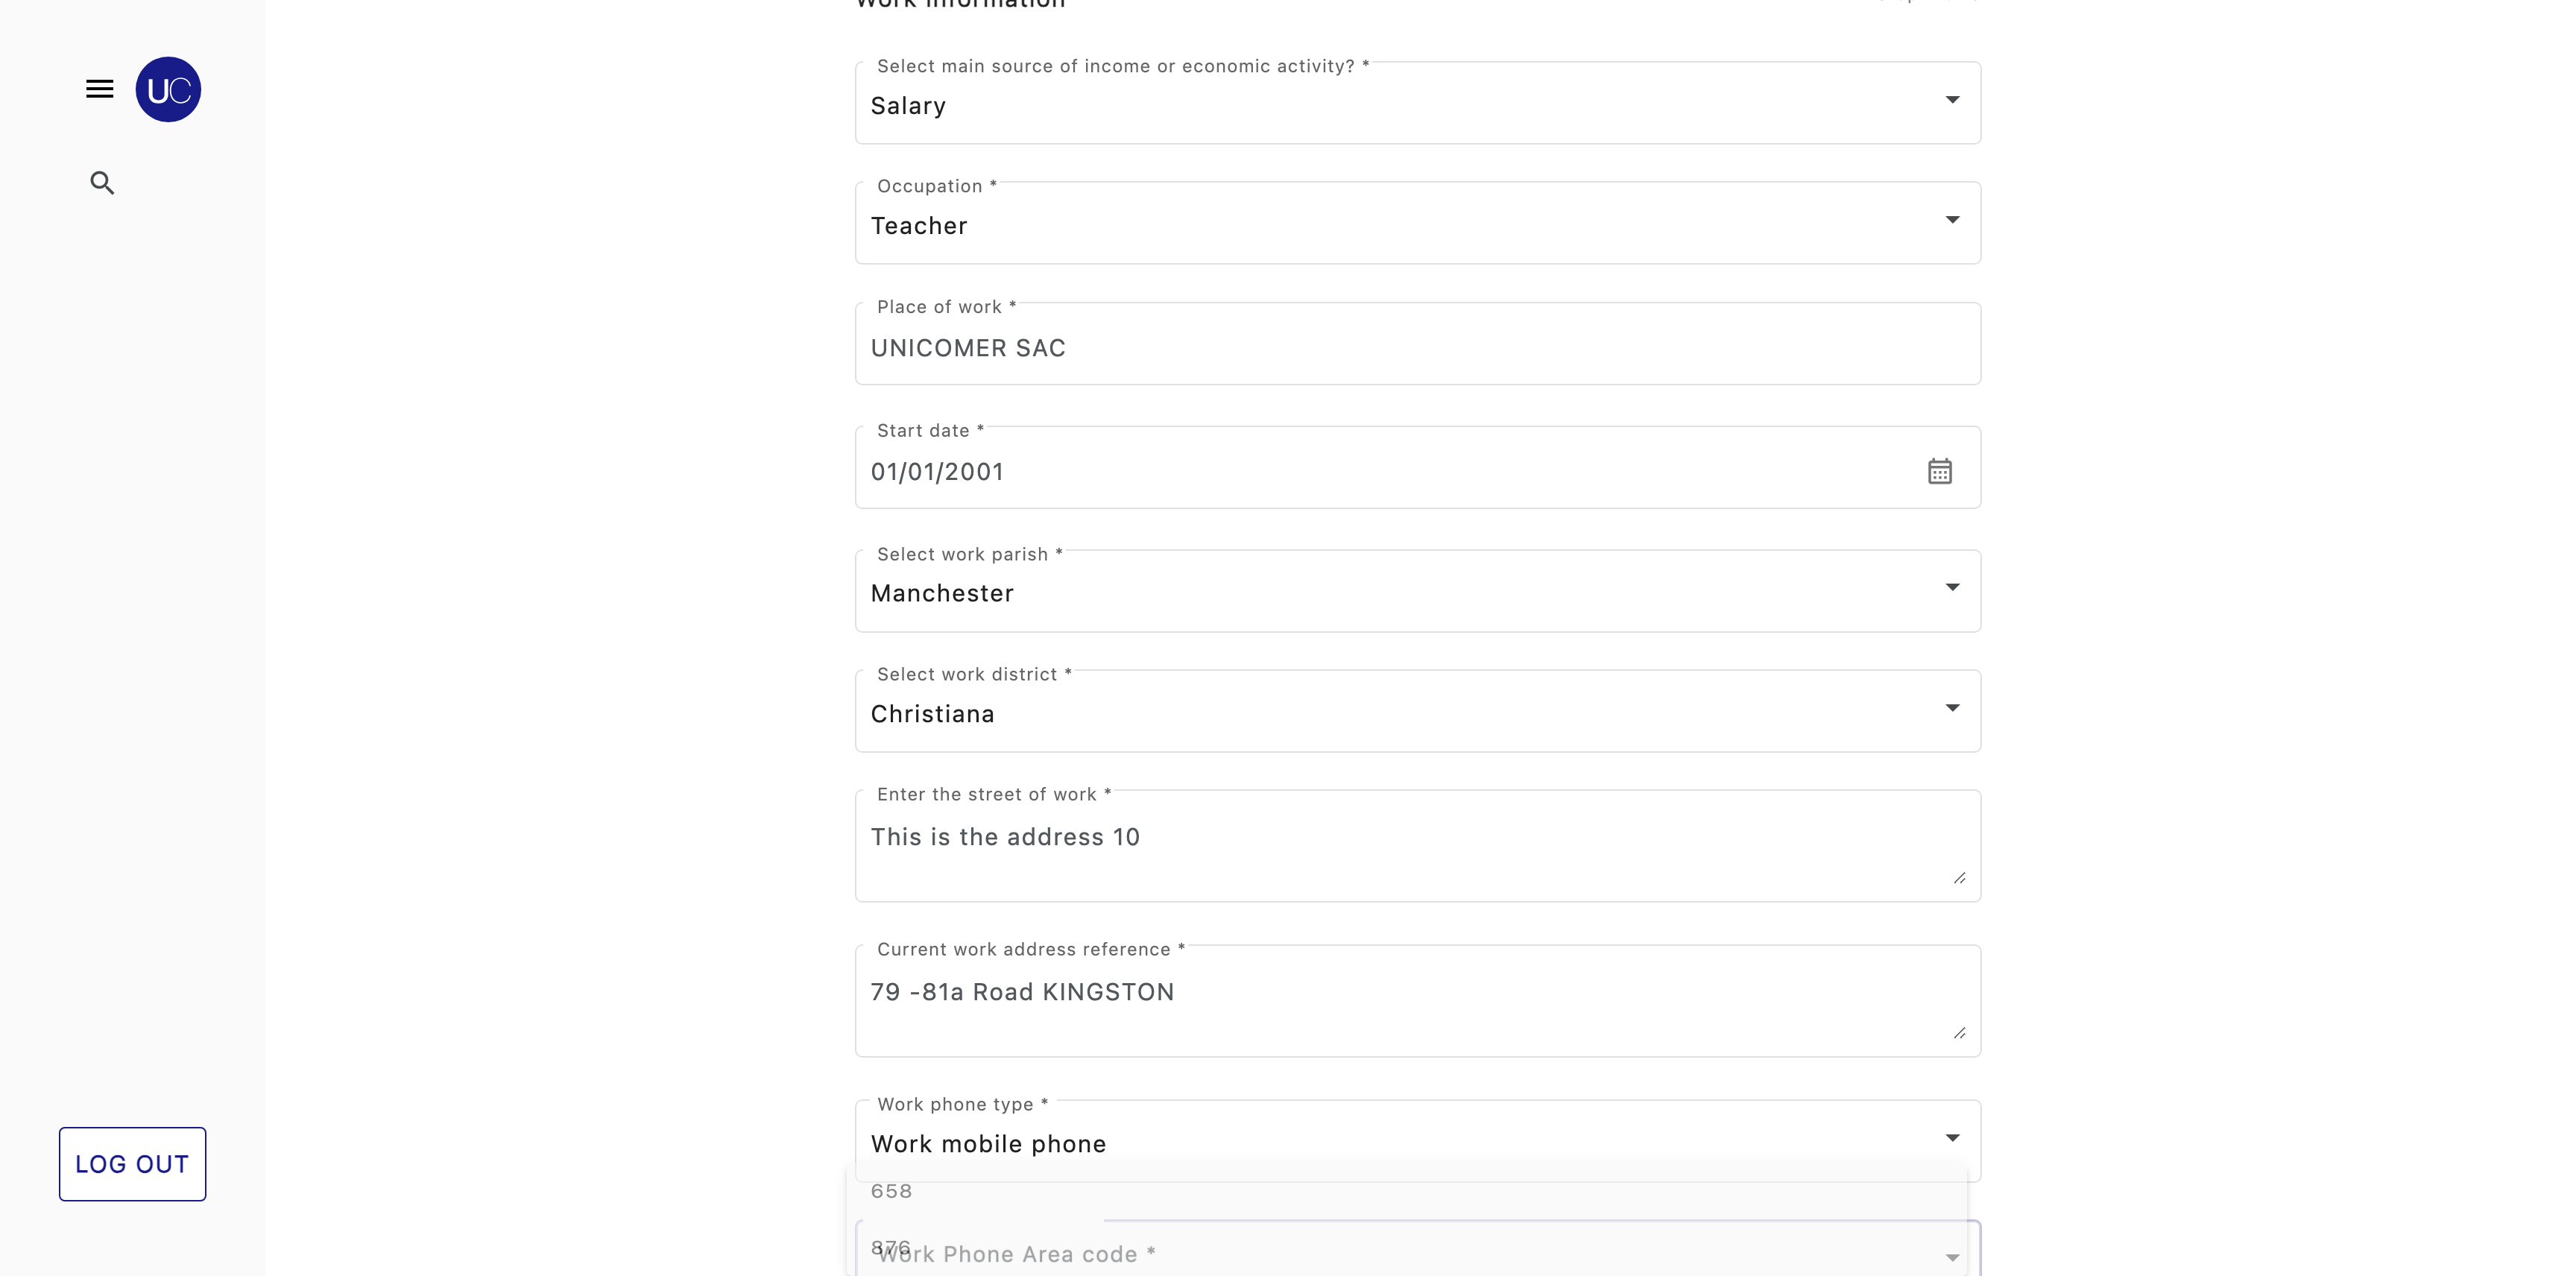 Work information
UC
Select main source of income or economic activity? *
Salary
Occupation *
Teacher
Place of work *
UNICOMER SAC
Start date *
01/01/2001
Select work parish *
Manchester
Select work district *
Christiana
Enter the street of work *
This is the address 10
Current work address reference *
79 -81a Road KINGSTON
Work phone type *
Work mobile phone
LOG OUT
658
876
Work Phone Area code *